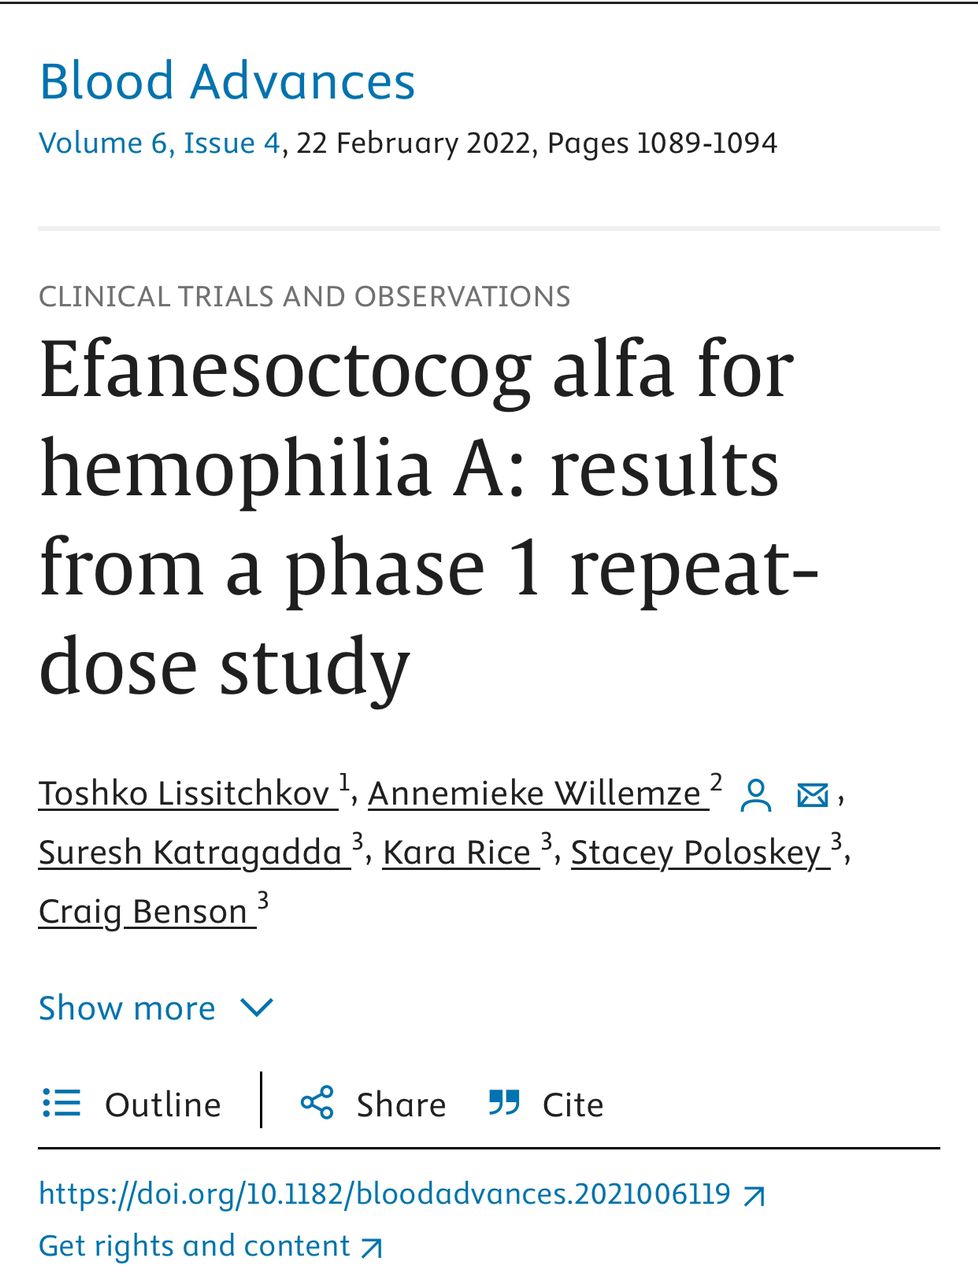 Blood Advances
Volume 6, Issue 4, 22 February 2022, Pages 1089-1094
CLINICAL TRIALS AND OBSERVATIONS
Efanesoctocog alfa for
hemophilia A: results
from a phase 1 repeat-
dose study
Toshko Lissitchkov 1, Annemieke Willemze 2 ,
Suresh Katragadda 3, Kara Rice 3, Stacey Poloskey 3,
Craig Benson 3
Show more
Outline | Share Cite
https://doi.org/10.1182/bloodadvances.2021006119
Get rights and content